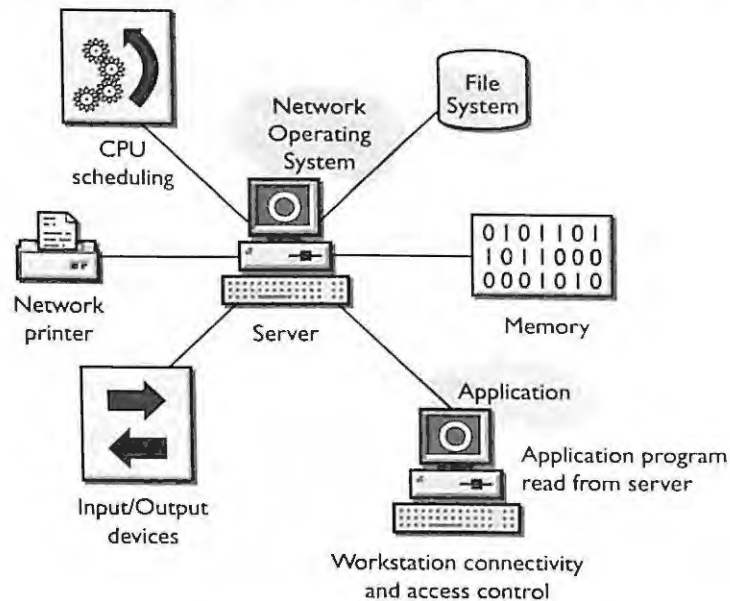 CPU
scheduling
Network
Operating
System
File
System
Network
printer
Server
0101101
1011000
0001010
Memory
Input/Output
devices
Application
Application program
read from server
Workstation connectivity
and access control